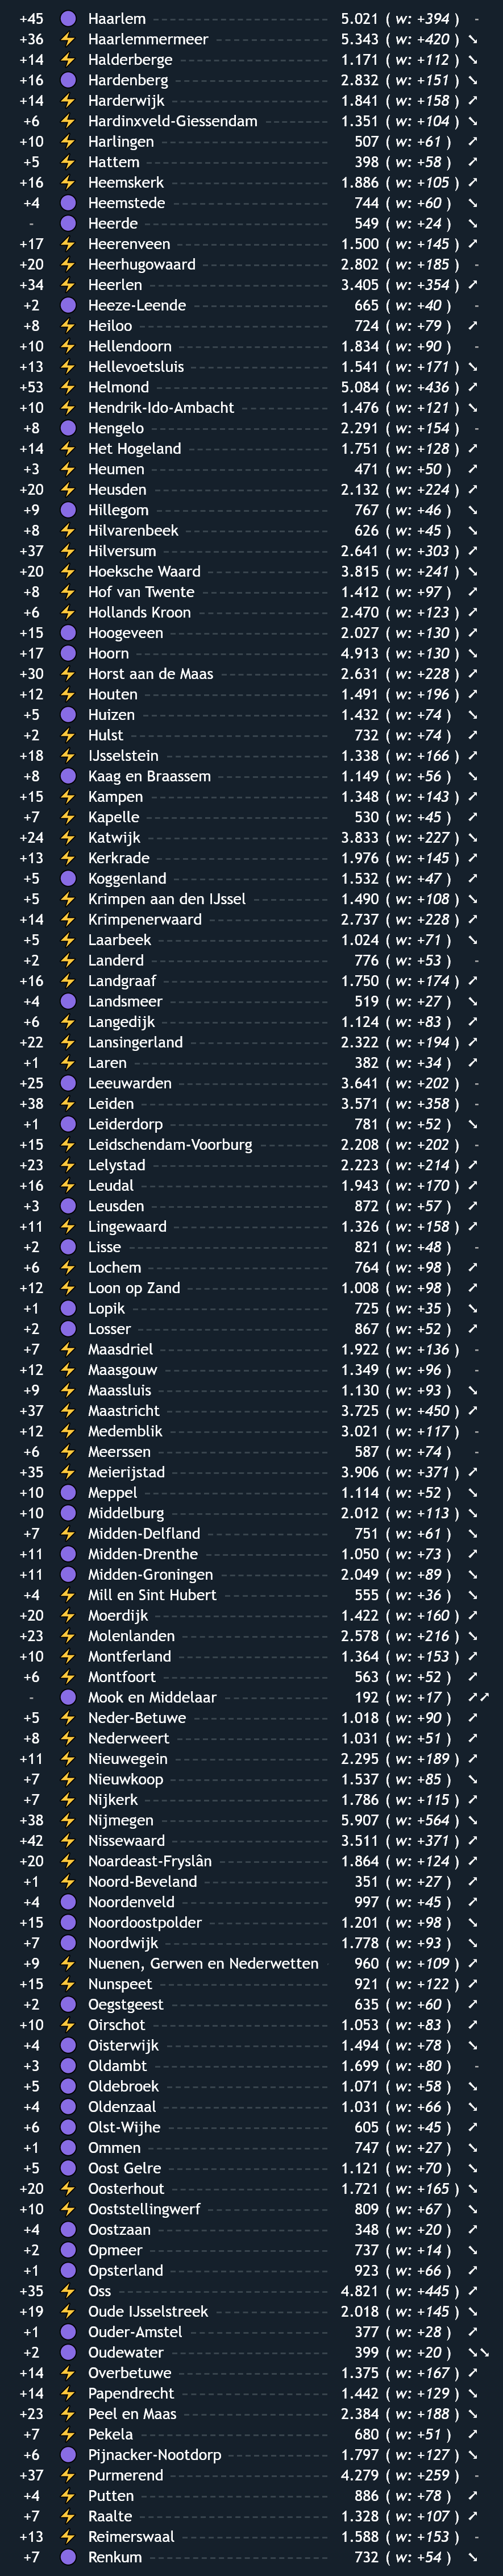 +45 Haarlem 5.021 ( w: +394 ) -
+36 Haarlemmermeer 5.343 ( w: +420 ) ↘
+14 Halderberge 1.171 ( w: +112 ) ↘
+16 Hardenberg 2.832 ( w: +151 ) ↘
+14 Harderwijk 1.841 ( w: +158 ) ↗
+6 Hardinxveld-Giessendam 1.351 ( w: +104 ) ↘
+10 Harlingen 507 ( w: +61 ) ↗
+5 Hattem 398 ( w: +58 ) ↗
+16 Heemskerk 1.886 ( w: +105 ) ↗
+4 Heemstede 744 ( w: +60 ) ↘
- Heerde 549 ( w: +24 ) ↘
+17 Heerenveen 1.500 ( w: +145 ) ↗
+20 Heerhugowaard 2.802 ( w: +185 ) -
+34 Heerlen 3.405 ( w: +354 ) ↗
+2 Heeze-Leende 665 ( w: +40 ) -
+8 Heiloo 724 ( w: +79 ) ↗
+10 Hellendoorn 1.834 ( w: +90 ) -
+13 Hellevoetsluis 1.541 ( w: +171 ) ↘
+53 Helmond 5.084 ( w: +436 ) ↗
+10 Hendrik-Ido-Ambacht 1.476 ( w: +121 ) ↘
+8 Hengelo 2.291 ( w: +154 ) -
+14 Het Hogeland 1.751 ( w: +128 ) ↗
+3 Heumen 471 ( w: +50 ) ↗
+20 Heusden 2.132 ( w: +224 ) ↗
+9 Hillegom 767 ( w: +46 ) ↘
+8 Hilvarenbeek 626 ( w: +45 ) ↘
+37 Hilversum 2.641 ( w: +303 ) ↗
+20 Hoeksche Waard 3.815 ( w: +241 ) ↘
+8 Hof van Twente 1.412 ( w: +97 ) ↗
+6 Hollands Kroon 2.470 ( w: +123 ) ↗
+15 Hoogeveen 2.027 ( w: +130 ) ↘
+17 Hoorn 4.913 ( w: +130 ) ↘
+30 Horst aan de Maas 2.631 ( w: +228 ) ↗
+12 Houten 1.491 ( w: +196 ) ↗
+5 Huizen 1.432 ( w: +74 ) ↘
+2 Hulst 732 ( w: +74 ) ↗
+18 IJsselstein 1.338 ( w: +166 ) ↗
+8 Kaag en Braassem 1.149 ( w: +56 ) ↘
+15 Kampen 1.348 ( w: +143 ) ↗
+7 Kapelle 530 ( w: +45 ) ↗
+24 Katwijk 3.833 ( w: +227 ) ↘
+13 Kerkrade 1.976 ( w: +145 ) ↗
+5 Koggenland 1.532 ( w: +47 ) ↗
+5 Krimpen aan den IJssel 1.490 ( w: +108 ) ↘
+14 Krimpenerwaard 2.737 ( w: +228 ) ↗
+5 Laarbeek 1.024 ( w: +71 ) ↘
+2 Landerd 776 ( w: +53 ) -
+16 Landgraaf 1.750 ( w: +174 ) ↗
+4 Landsmeer 519 ( w: +27 ) ↘
+6 Langedijk 1.124 ( w: +83 ) ↗
+22 Lansingerland 2.322 ( w: +194 ) ↗
+1 Laren 382 ( w: +34 ) ↗
+25 Leeuwarden 3.641 ( w: +202 ) -
+38 Leiden 3.571 ( w: +358 ) -
+1 Leiderdorp 781 ( w: +52 ) ↘
+15 Leidschendam-Voorburg 2.208 ( w: +202 ) -
+23 Lelystad 2.223 ( w: +214 ) ↗
+16 Leudal 1.943 ( w: +170 ) ↗
+3 Leusden 872 ( w: +57 ) ↗
+11 Lingewaard 1.326 ( w: +158 ) ↗
+2 Lisse 821 ( w: +48 ) -
+6 Lochem 764 ( w: +98 ) ↗
+12 Loon op Zand 1.008 ( w: +98 ) ↗
+1 Lopik 725 ( w: +35 ) ↘
+2 Losser 867 ( w: +52 ) ↗
+7 Maasdriel 1.922 ( w: +136 ) -
+12 Maasgouw 1.349 ( w: +96 ) -
+9 Maassluis 1.130 ( w: +93 ) ↘
+37 Maastricht 3.725 ( w: +450 ) ↗
+12 Medemblik 3.021 ( w: +117 ) -
+6 Meerssen 587 ( w: +74 ) -
+35 Meierijstad 3.906 ( w: +371 ) ↗
+10 Meppel 1.114 ( w: +52 ) ↘
+10 Middelburg 2.012 ( w: +113 ) ↘
+7 Midden-Delfland 751 ( w: +61 ) ↘
+11 Midden-Drenthe 1.050 ( w: +73 ) ↗
+11 Midden-Groningen 2.049 ( w: +89 ) ↘
+4 Mill en Sint Hubert 555 ( w: +36 ) ↘
+20 Moerdijk 1.422 ( w: +160 ) ↗
+23 Molenlanden 2.578 ( w: +216 ) ↘
+10 Montferland 1.364 ( w: +153 ) ↗
+6 Montfoort 563 ( w: +52 ) ↗
- Mook en Middelaar 192 ( w: +17 ) ↗↗
+5 Neder-Betuwe 1.018 ( w: +90 ) ↗
+8 Nederweert 1.031 ( w: +51 ) ↗
+11 Nieuwegein 2.295 ( w: +189 ) ↗
+7 Nieuwkoop 1.537 ( w: +85 ) ↘
+7 Nijkerk 1.786 ( w: +115 ) ↗
+38 Nijmegen 5.907 ( w: +564 ) ↘
+42 Nissewaard 3.511 ( w: +371 ) ↗
+20 Noardeast-Fryslân 1.864 ( w: +124 ) ↗
+1 Noord-Beveland 351 ( w: +27 ) ↗
+4 Noordenveld 997 ( w: +45 ) ↗
+15 Noordoostpolder 1.201 ( w: +98 ) ↘
+7 Noordwijk 1.778 ( w: +93 ) ↘
+9 Nuenen, Gerwen en Nederwetten 960 ( w: +109 ) ↗
+15 Nunspeet 921 ( w: +122 ) ↗
+2 Oegstgeest 635 ( w: +60 ) ↗
+10 Oirschot 1.053 ( w: +83 ) ↗
+4 Oisterwijk 1.494 ( w: +78 ) ↘
+3 Oldambt 1.699 ( w: +80 ) -
+5 Oldebroek 1.071 ( w: +58 ) ↘
+4 Oldenzaal 1.031 ( w: +66 ) ↘
+6 Olst-Wijhe 605 ( w: +45 ) ↗
+1 Ommen 747 ( w: +27 ) ↘
+5 Oost Gelre 1.121 ( w: +70 ) ↘
+20 Oosterhout 1.721 ( w: +165 ) ↘
+10 Ooststellingwerf 809 ( w: +67 ) ↘
+4 Oostzaan 348 ( w: +20 ) ↗
+2 Opmeer 737 ( w: +14 ) ↘
+1 Opsterland 923 ( w: +66 ) ↗
+35 Oss 4.821 ( w: +445 ) ↗
+19 Oude IJsselstreek 2.018 ( w: +145 ) ↘
+1 Ouder-Amstel 377 ( w: +28 ) ↗
+2 Oudewater 399 ( w: +20 ) ↘↘
+14 Overbetuwe 1.375 ( w: +167 ) ↗
+14 Papendrecht 1.442 ( w: +129 ) ↘
+23 Peel en Maas 2.384 ( w: +188 ) ↘
+7 Pekela 680 ( w: +51 ) ↗
+6 Pijnacker-Nootdorp 1.797 ( w: +127 ) ↘
+37 Purmerend 4.279 ( w: +259 ) -
+4 Putten 886 ( w: +78 ) ↗
+7 Raalte 1.328 ( w: +107 ) ↗
+13 Reimerswaal 1.588 ( w: +153 ) -
+7 Renkum 732 ( w: +54 ) ↘